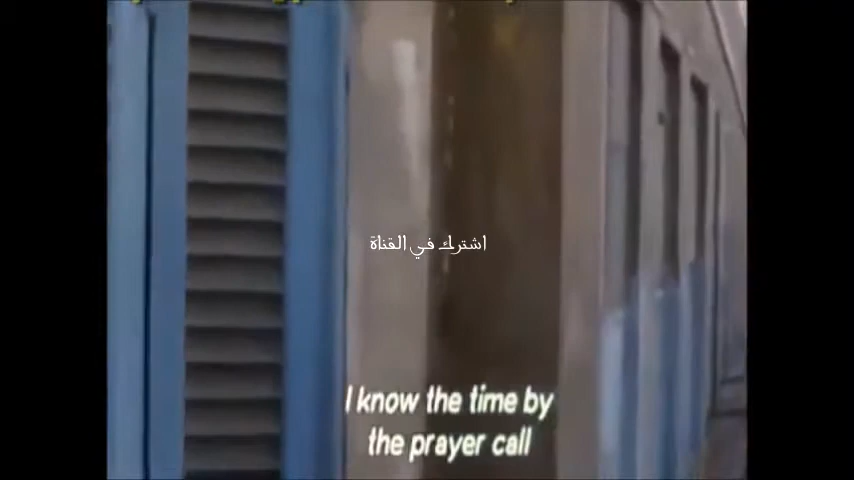 اشترك في القناة
I know the time by
the prayer call